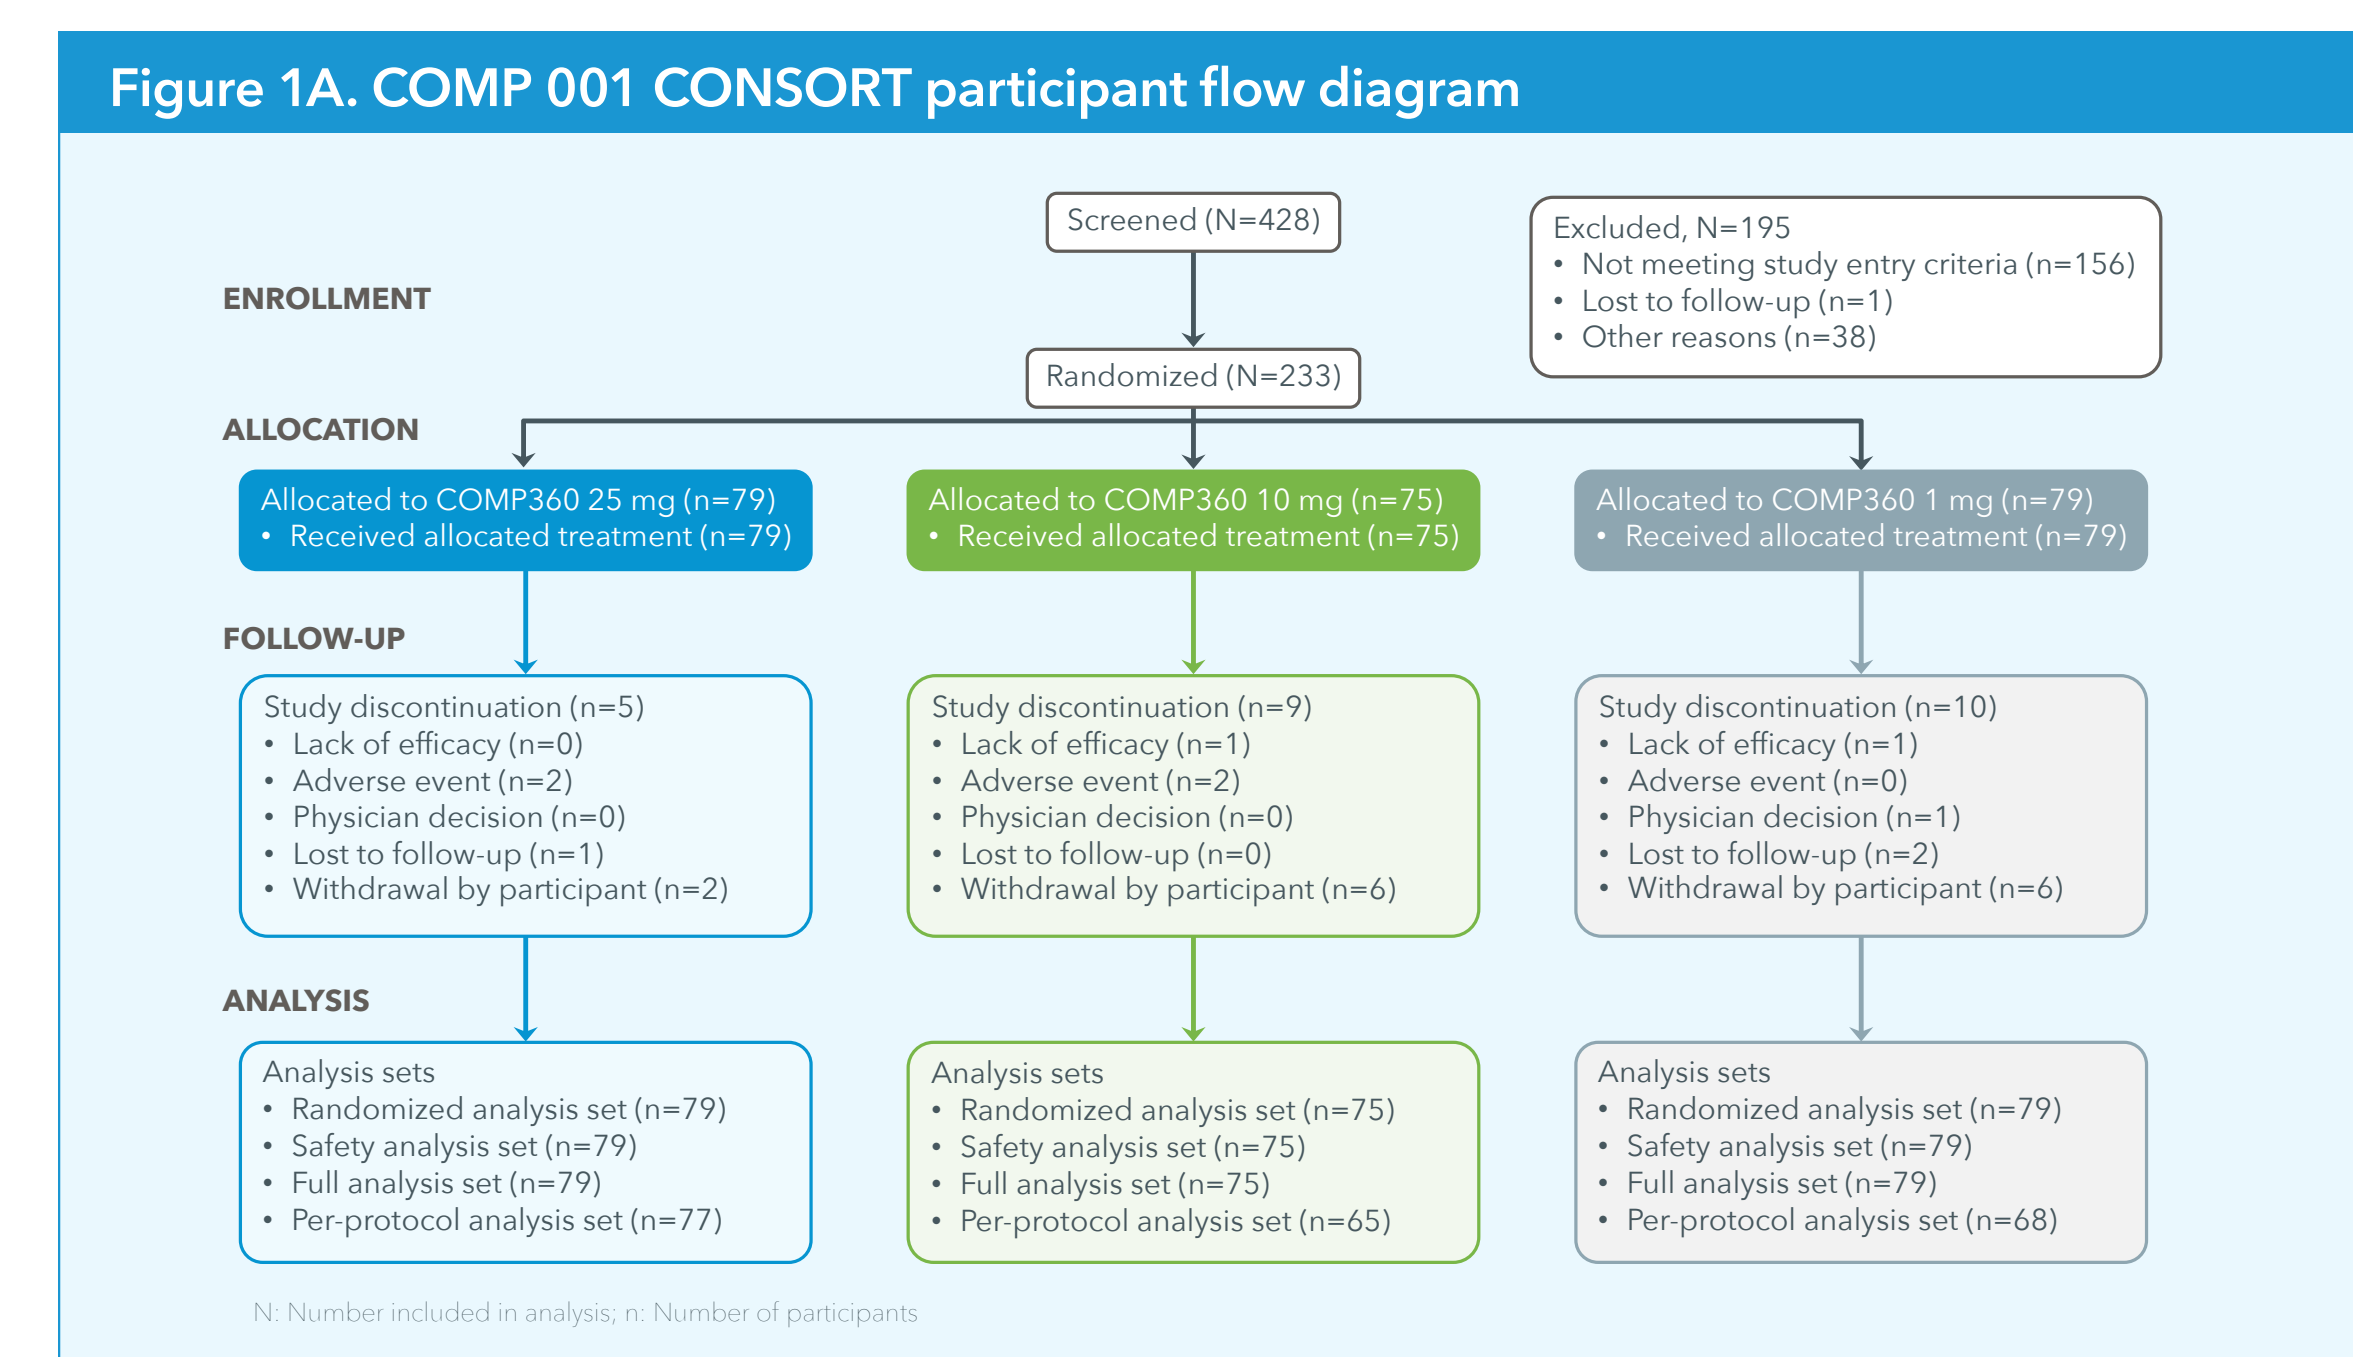 Figure 1A. COMP 001 CONSORT participant flow diagram
Screened (N=428)
Excluded, N=195
• Not meeting study entry criteria (n=156)
• Lost to follow-up (n=1)
• Other reasons (n=38)
ENROLLMENT
Randomized (N=233)
ALLOCATION
Allocated to COMP360 25 mg (n=79)
• Received allocated treatment (n=79)
Allocated to COMP360 10 mg (n=75)
• Received allocated treatment (n=75)
Allocated to COMP360 1 mg (n=79)
• Received allocated treatment (n=79)
FOLLOW-UP
Study discontinuation (n=5)
• Lack of efficacy (n=0)
• Adverse event (n=2)
• Physician decision (n=0)
• Lost to follow-up (n=1)
• Withdrawal by participant (n=2)
Study discontinuation (n=9)
• Lack of efficacy (n=1)
• Adverse event (n=2)
• Physician decision (n=0)
• Lost to follow-up (n=0)
• Withdrawal by participant (n=6)
Study discontinuation (n=10)
• Lack of efficacy (n=1)
• Adverse event (n=0)
• Physician decision (n=1)
• Lost to follow-up (n=2)
• Withdrawal by participant (n=6)
ANALYSIS
Analysis sets
• Randomized analysis set (n=79)
• Safety analysis set (n=79)
• Full analysis set (n=79)
• Per-protocol analysis set (n=77)
Analysis sets
• Randomized analysis set (n=75)
• Safety analysis set (n=75)
• Full analysis set (n=75)
• Per-protocol analysis set (n=65)
Analysis sets
• Randomized analysis set (n=79)
• Safety analysis set (n=79)
• Full analysis set (n=79)
• Per-protocol analysis set (n=68)
N: Number included in analysis; n: Number of participants